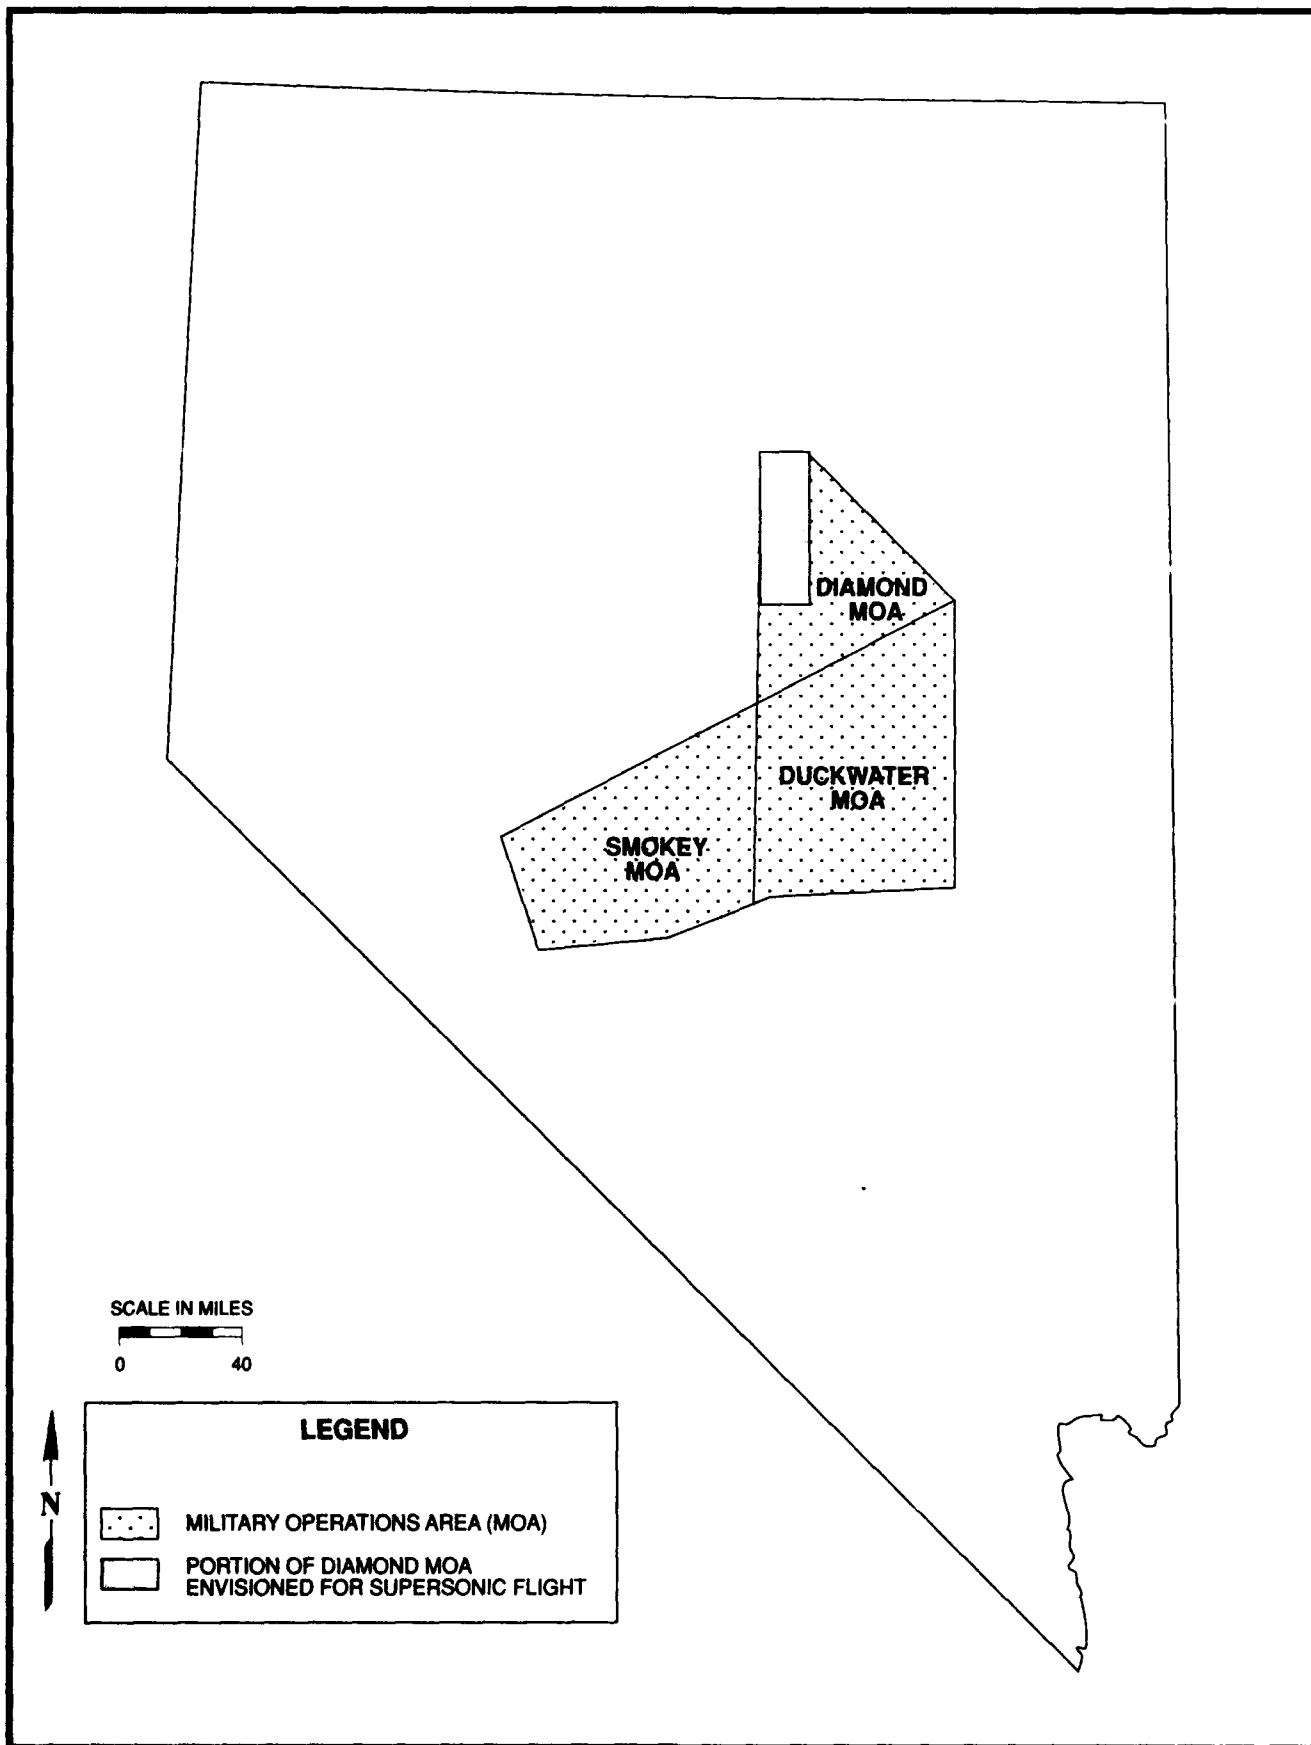 DIAMOND
MOA
DUCKWATER
MOA
SMOKEY
MOA
SCALE IN MILES
0 40
N
LEGEND
MILITARY OPERATIONS AREA (MOA)
PORTION OF DIAMOND MOA
ENVISIONED FOR SUPERSONIC FLIGHT